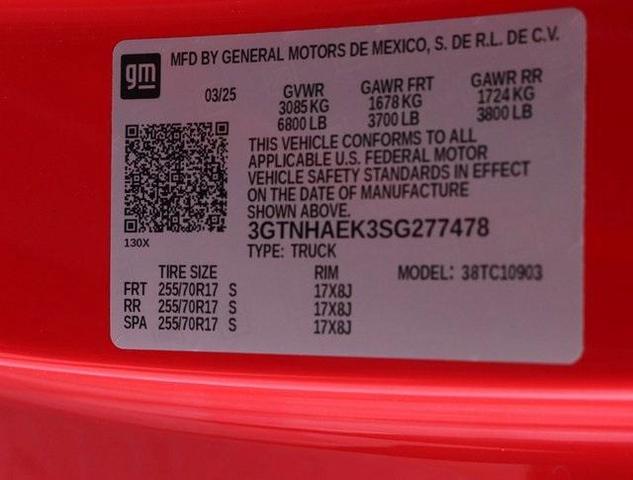 gm
MFD BY GENERAL MOTORS DE MEXICO, S. DE R.L. DE C.V.
03/25 GVWR GAWR FRT GAWR RR
3085 KG 1678 KG 1724 KG
6800 LB 3700 LB 3800 LB
THIS VEHICLE CONFORMS TO ALL
APPLICABLE U.S. FEDERAL MOTOR
VEHICLE SAFETY STANDARDS IN EFFECT
ON THE DATE OF MANUFACTURE
SHOWN ABOVE.
3GTNHAEK3SG277478
130X
TYPE: TRUCK
TIRE SIZE RIM MODEL: 38TC10903
FRT 255/70R17 S 17X8J
RR 255/70R17 S 17X8J
SPA 255/70R17 S 17X8J